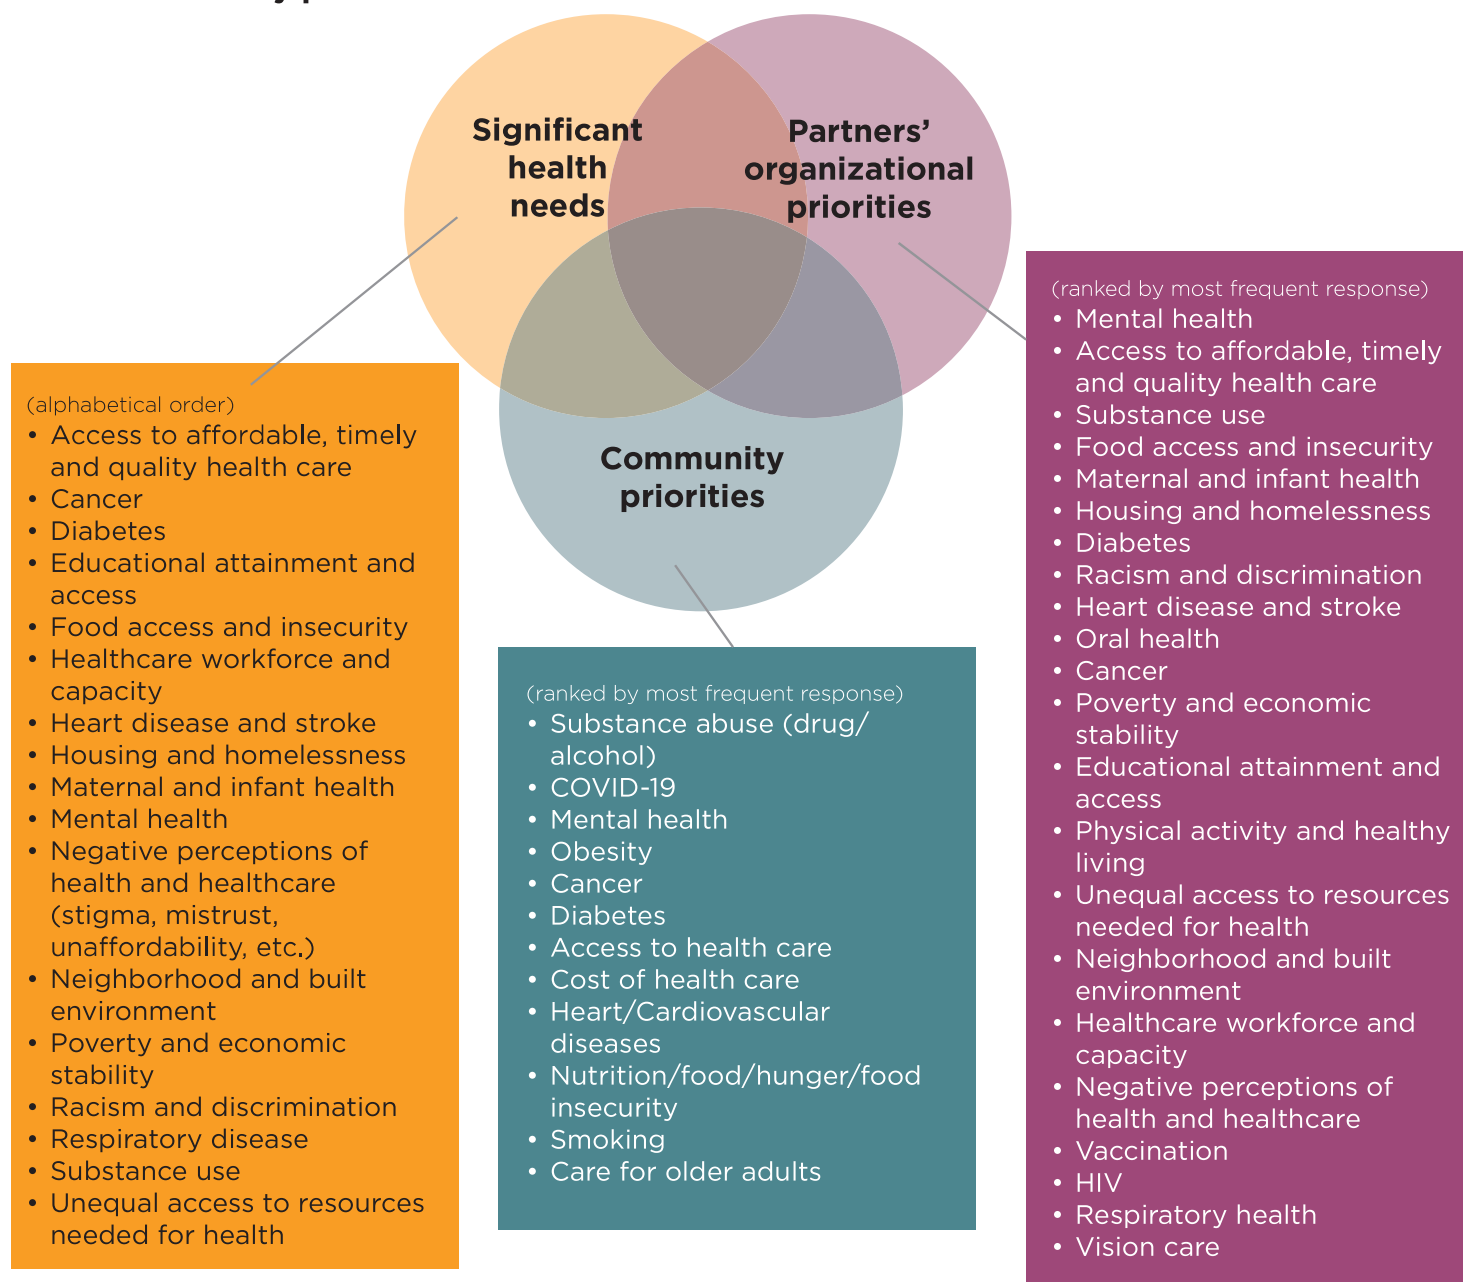 Significant
health
needs
Partners’
organizational
priorities
Community
priorities
(alphabetical order)
• Access to affordable, timely
and quality health care
• Cancer
• Diabetes
• Educational attainment and
access
• Food access and insecurity
• Healthcare workforce and
capacity
• Heart disease and stroke
• Housing and homelessness
• Maternal and infant health
• Mental health
• Negative perceptions of
health and healthcare
(stigma, mistrust,
unaffordability, etc.)
• Neighborhood and built
environment
• Poverty and economic
stability
• Racism and discrimination
• Respiratory disease
• Substance use
• Unequal access to resources
needed for health
(ranked by most frequent response)
• Substance abuse (drug/
alcohol)
• COVID-19
• Mental health
• Obesity
• Cancer
• Diabetes
• Access to health care
• Cost of health care
• Heart/Cardiovascular
diseases
• Nutrition/food/hunger/food
insecurity
• Smoking
• Care for older adults
(ranked by most frequent response)
• Mental health
• Access to affordable, timely
and quality health care
• Substance use
• Food access and insecurity
• Maternal and infant health
• Housing and homelessness
• Diabetes
• Racism and discrimination
• Heart disease and stroke
• Oral health
• Cancer
• Poverty and economic
stability
• Educational attainment and
access
• Physical activity and healthy
living
• Unequal access to resources
needed for health
• Neighborhood and built
environment
• Healthcare workforce and
capacity
• Negative perceptions of
health and healthcare
• Vaccination
• HIV
• Respiratory health
• Vision care